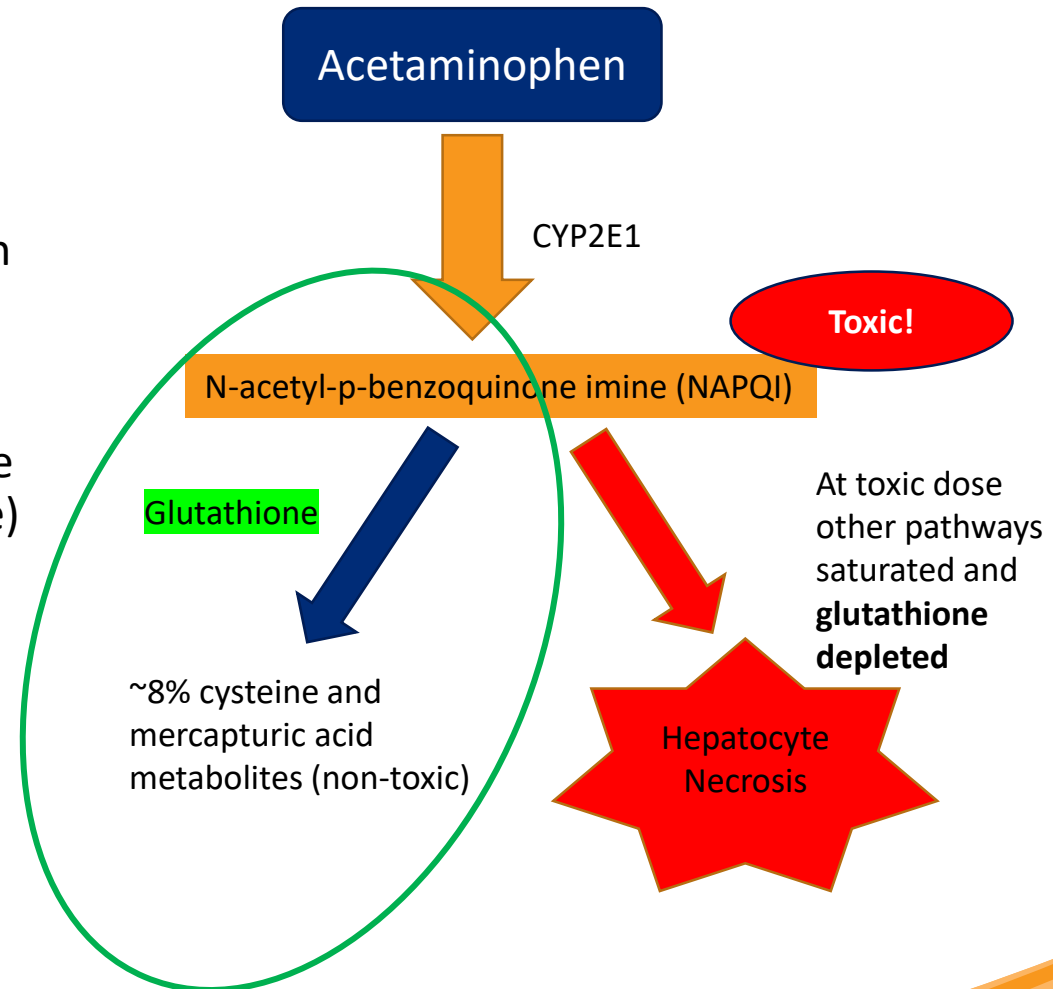 Acetaminophen
CYP2E1
Toxic!
N-acetyl-p-benzoquinone imine (NAPQI)
Glutathione
At toxic dose
other pathways
saturated and
glutathione
depleted
~8% cysteine and
mercapturic acid
metabolites (non-toxic)
Hepatocyte
Necrosis